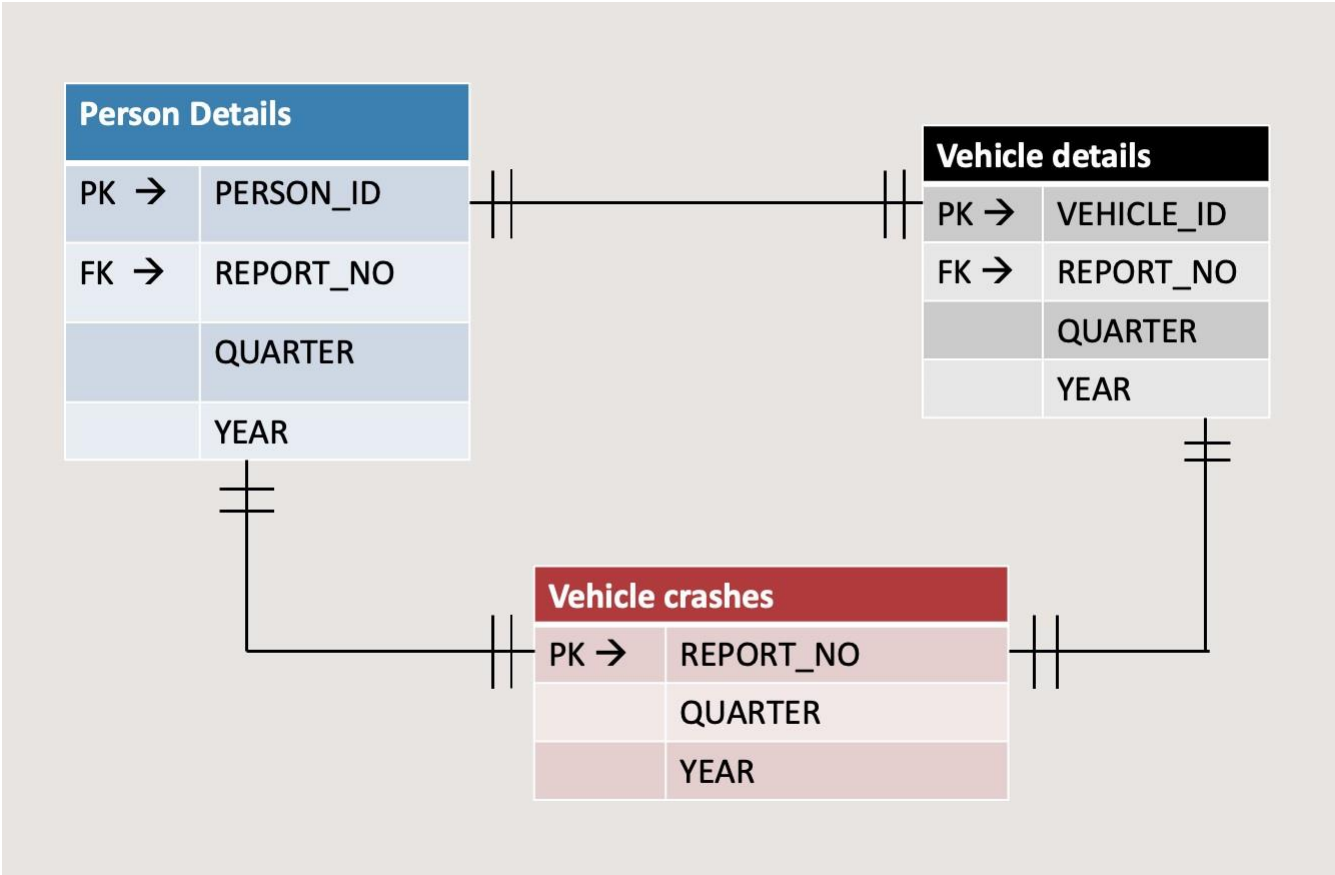 Person Details
PK → PERSON_ID
FK → REPORT_NO
QUARTER
YEAR
Vehicle details
PK → VEHICLE_ID
FK → REPORT_NO
QUARTER
YEAR
Vehicle crashes
PK → REPORT_NO
QUARTER
YEAR